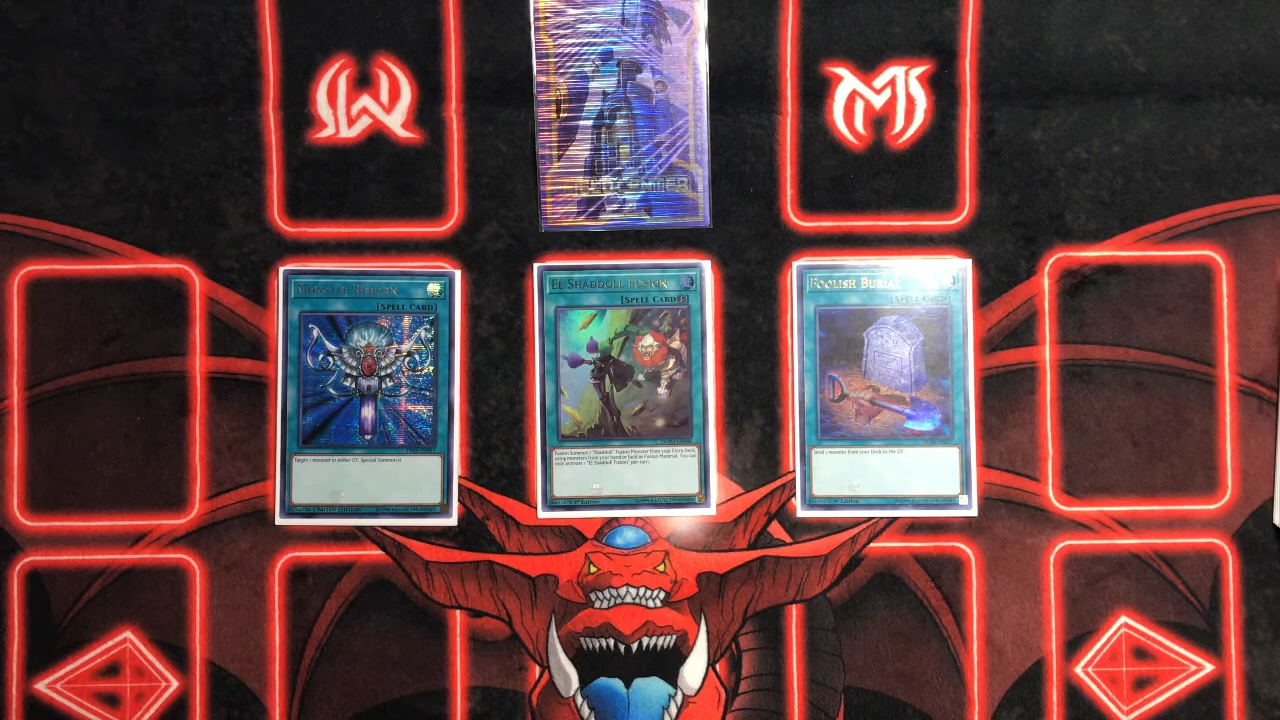 MONSTER REBORN
[SPELL CARD]
Target 1 monster in either GY; Special Summon it.
LIMITED EDITION
EL SHADDOLL FUSION
[SPELL CARD
Fusion Summon 1 "Shaddoll" Fusion Monster from your Extra Deck,
using monsters from your hand or field as Fusion Material. You can
only activate 1 "El Shaddoll Fusion" per turn.
1st Edition
FOOLISH BURIAL
[SPELL CARD]
Send 1 monster from your Deck to the GY.
1st Edition